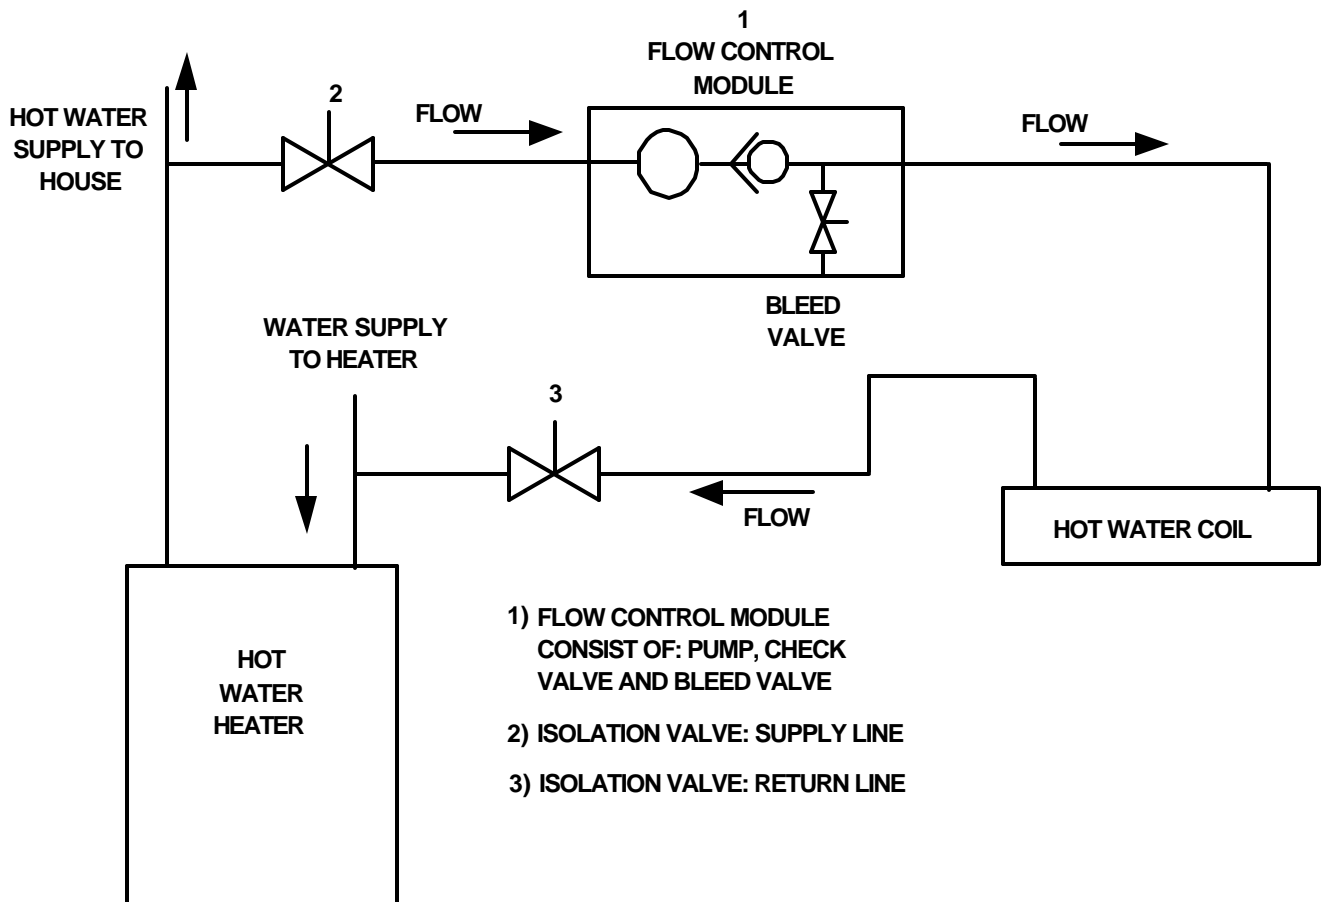 1
FLOW CONTROL
MODULE
2
FLOW
FLOW
HOT WATER
SUPPLY TO
HOUSE
BLEED
VALVE
WATER SUPPLY
TO HEATER
3
FLOW
HOT WATER COIL
HOT
WATER
HEATER
1) FLOW CONTROL MODULE
CONSIST OF: PUMP, CHECK
VALVE AND BLEED VALVE
2) ISOLATION VALVE: SUPPLY LINE
3) ISOLATION VALVE: RETURN LINE